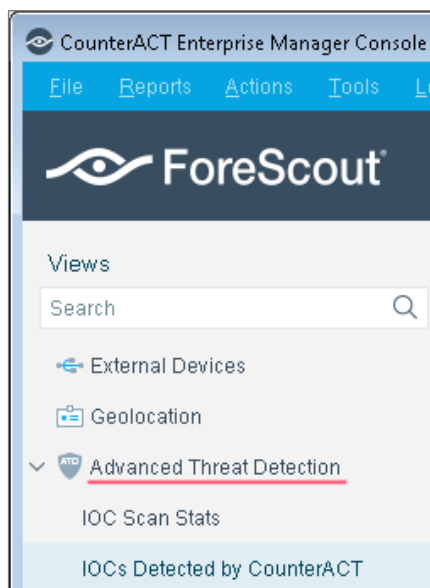 CounterACT Enterprise Manager Console
File Reports Actions Tools
ForeScout
Views
Search
External Devices
Geolocation
ATD Advanced Threat Detection
IOC Scan Stats
IOCs Detected by CounterACT